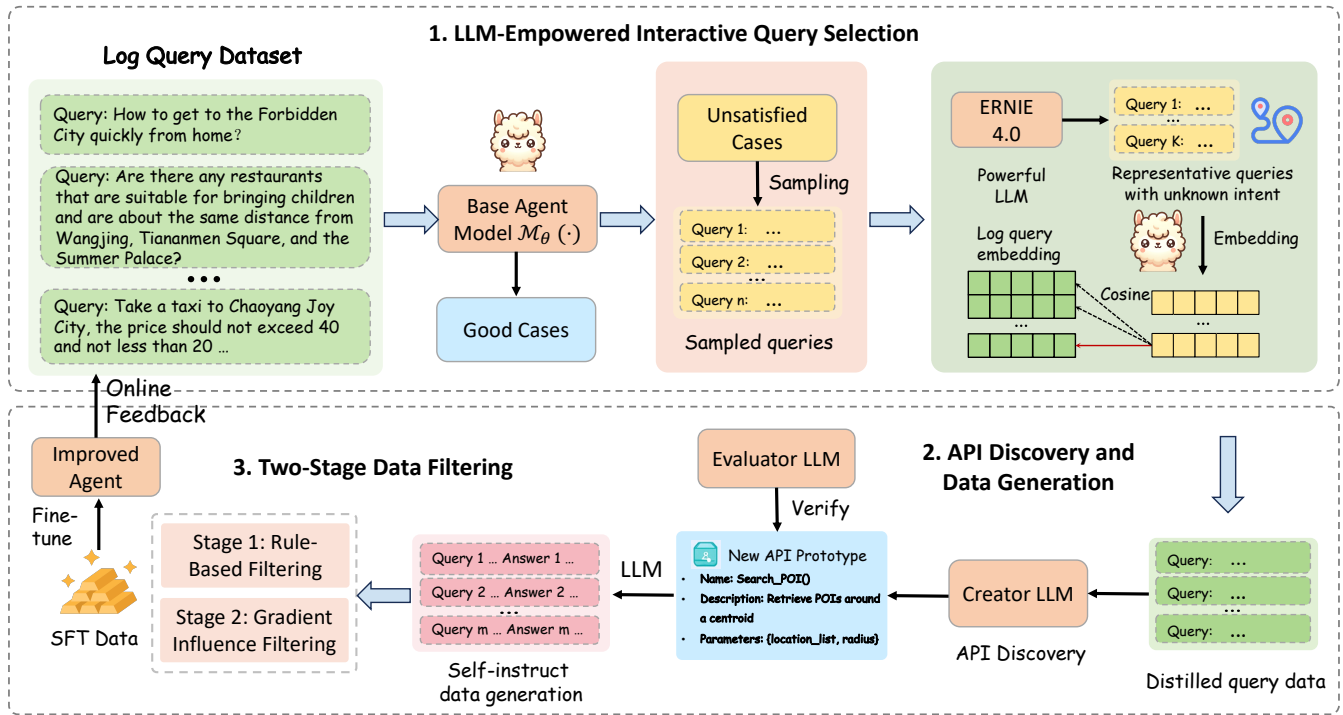 1. LLM-Empowered Interactive Query Selection
Log Query Dataset
Query: How to get to the Forbidden
City quickly from home?
Query: Are there any restaurants
that are suitable for bringing children
and are about the same distance from
Wangjing, Tiananmen Square, and the
Summer Palace?
...
Query: Take a taxi to Chaoyang Joy
City, the price should not exceed 40
and not less than 20 ...
Base Agent
Model ℳ𝜃 (·)
Good Cases
Unsatisfied
Cases
Sampling
Query 1: ...
Query 2: ...
...
Query n: ...
Sampled queries
ERNIE
4.0
Powerful
LLM
Query 1: ...
...
Query K: ...
Representative queries
with unknown intent
Embedding
Log query
embedding
Cosine
...
...
Online
Feedback
Improved
Agent
Fine-
tune
SFT Data
3. Two-Stage Data Filtering
Stage 1: Rule-
Based Filtering
Stage 2: Gradient
Influence Filtering
Query 1 ... Answer 1 ...
Query 2 ... Answer 2 ...
...
Query m ... Answer m ...
Self-instruct
data generation
LLM
Evaluator LLM
Verify
New API Prototype
• Name: Search_POI()
• Description: Retrieve POIs around
a centroid
• Parameters: {location_list, radius}
2. API Discovery and
Data Generation
Creator LLM
API Discovery
Query: ...
Query: ...
...
Query: ...
Distilled query data